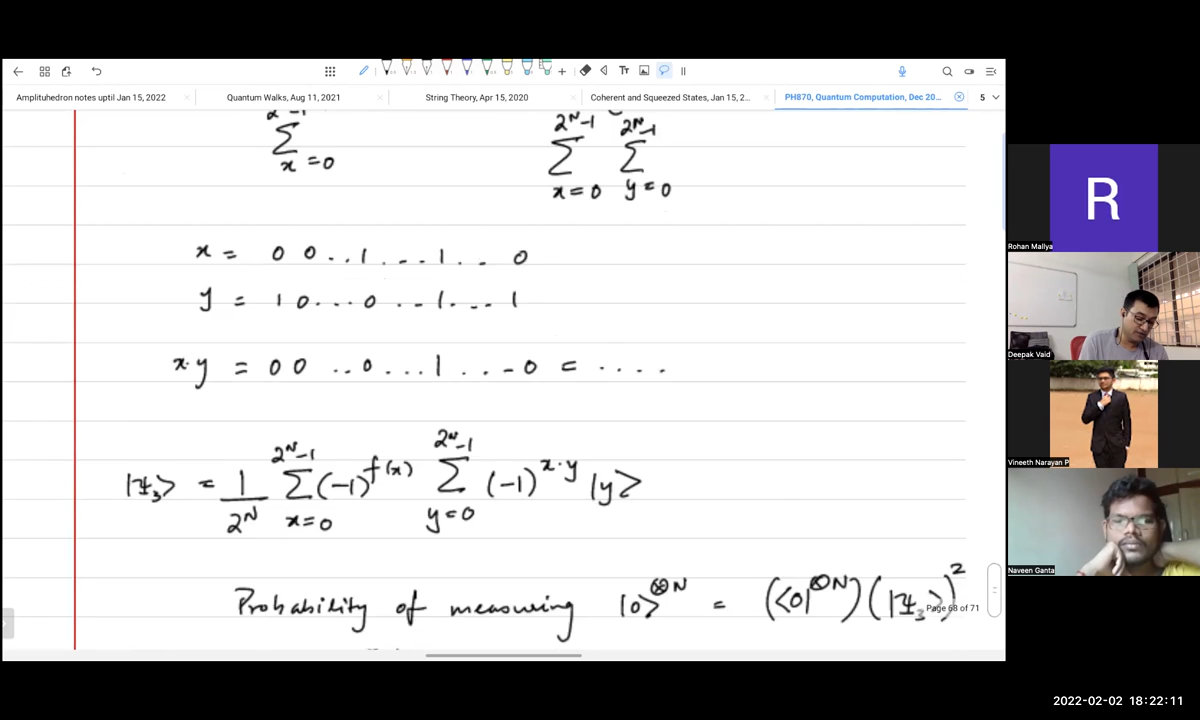 Amplituhedron notes uptil Jan 15, 2022
Quantum Walks, Aug 11, 2021
String Theory, Apr 15, 2020
Coherent and Squeezed States, Jan 15, 2...
PH870, Quantum Computation, Dec 20...
5
Tт
2^N-1 ∑ x=0
2^N-1 ∑ x=0 2^N-1 ∑ y=0
x = 0 0 . . 1 . . . . 1 . . 0
y = 1 0 . . . 0 . . . 1 . . . 1
x·y = 0 0 . . 0 . . . 1 . . . . 0 = . . . .
|Ψ₃⟩ = 1/2^N ∑_{x=0}^{2^N-1} (-1)^{f(x)} ∑_{y=0}^{2^N-1} (-1)^{x·y} |y⟩
Probability of measuring |0⟩^{⊗N} = (⟨0|^{⊗N})(|Ψ₃⟩)^2
Page 68 of 71
R
Rohan Mallya
Deepak Vaid
Vineeth Narayan P
Naveen Ganta
2022-02-02 18:22:11